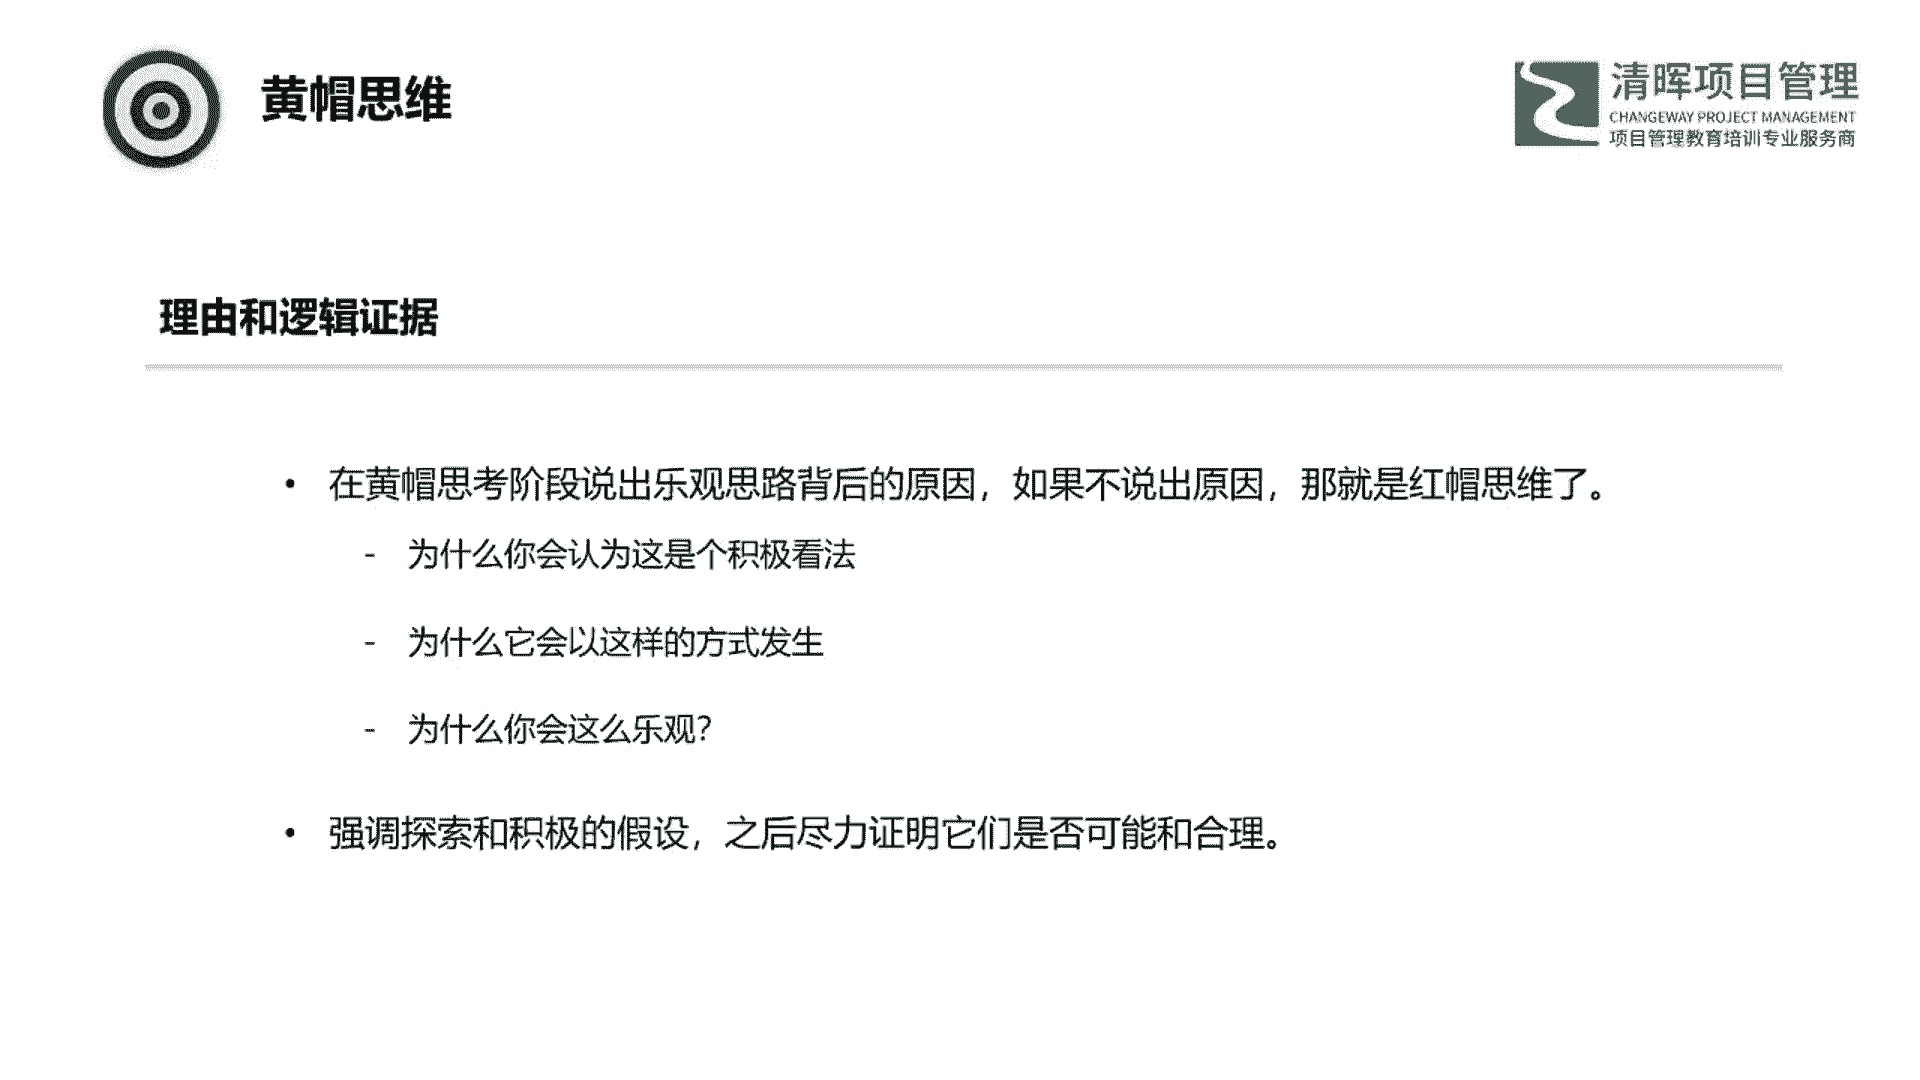 黄帽思维
清晖项目管理
CHANGEWAY PROJECT MANAGEMENT
项目管理教育培训专业服务商
理由和逻辑证据
• 在黄帽思考阶段说出乐观思路背后的原因，如果不说出原因，那就是红帽思维了。
- 为什么你会认为这是个积极看法
- 为什么它会以这样的方式发生
- 为什么你会这么乐观？
• 强调探索和积极的假设，之后尽力证明它们是否可能和合理。